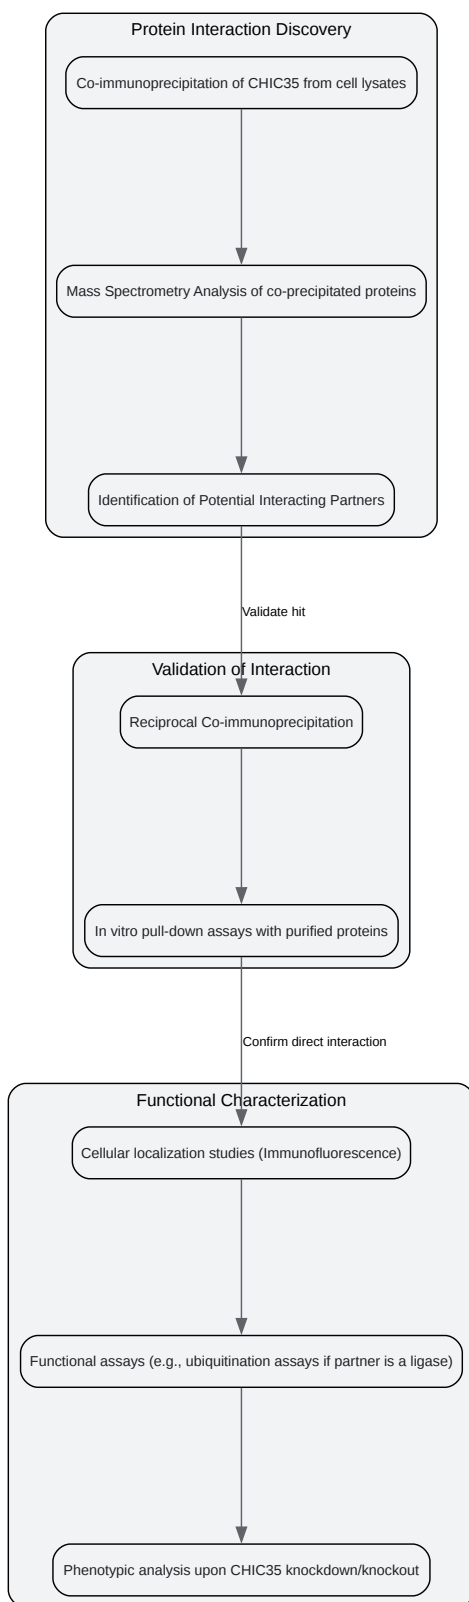 Protein Interaction Discovery
Co-immunoprecipitation of CHIC35 from cell lysates
Mass Spectrometry Analysis of co-precipitated proteins
Identification of Potential Interacting Partners
Validate hit
Validation of Interaction
Reciprocal Co-immunoprecipitation
In vitro pull-down assays with purified proteins
Confirm direct interaction
Functional Characterization
Cellular localization studies (Immunofluorescence)
Functional assays (e.g., ubiquitination assays if partner is a ligase)
Phenotypic analysis upon CHIC35 knockdown/knockout